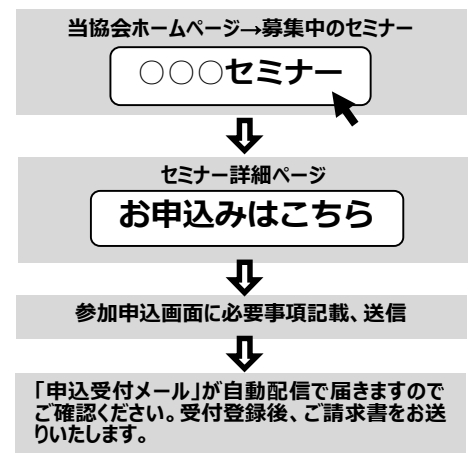 当協会ホームページ→募集中のセミナー
○○○セミナー
セミナー詳細ページ
お申込みはこちら
参加申込画面に必要事項記載、送信
「申込受付メール」が自動配信で届きますので
ご確認ください。受付登録後、ご請求書をお送
りいたします。